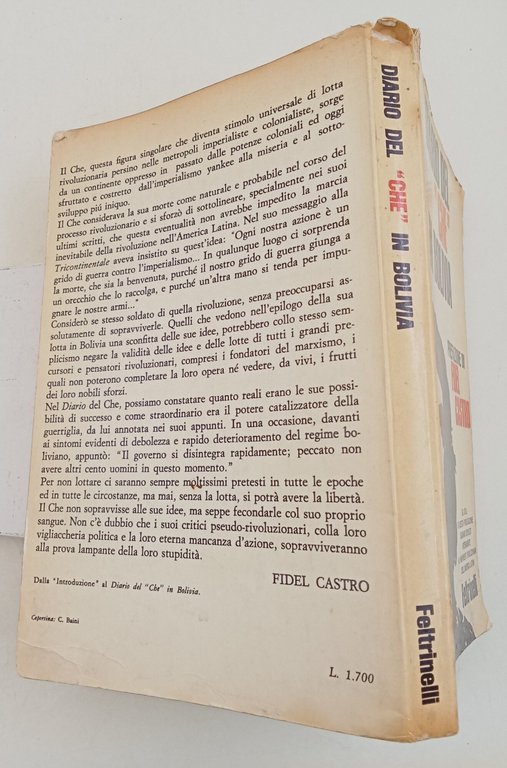 Il Che, questa figura singolare che diventa stimolo universale di lotta
rivoluzionaria persino nelle metropoli imperialiste e colonialiste, sorge
da un continente oppresso in passato dalle potenze coloniali ed oggi
sfruttato e costretto dall'imperialismo yankee alla miseria e al sotto-
sviluppo più iniquo.
Il Che considerava la sua morte come naturale e probabile nel corso del
processo rivoluzionario e si sforzò di sottolineare, specialmente nei suoi
ultimi scritti, che questa eventualità non avrebbe impedito la marcia
inevitabile della rivoluzione nell'America Latina. Nel suo messaggio alla
Tricontinentale aveva insistito su quest'idea: "Ogni nostra azione è un
grido di guerra contro l'imperialismo... In qualunque luogo ci sorprenda
la morte, che sia la benvenuta, purché il nostro grido di guerra giunga a
un orecchio che lo raccolga, e purché un'altra mano si tenda per impu-
gnare le nostre armi..."
Considerò se stesso soldato di quella rivoluzione, senza preoccuparsi as-
solutamente di sopravviverle. Quelli che vedono nell'epilogo della sua
lotta in Bolivia una sconfitta delle sue idee, potrebbero collo stesso sem-
plicismo negare la validità delle idee e delle lotte di tutti i grandi pre-
cursori e pensatori rivoluzionari, compresi i fondatori del marxismo, i
quali non poterono completare la loro opera né vedere, da vivi, i frutti
dei loro nobili sforzi.
Nel Diario del Che, possiamo constatare quanto reali erano le sue possi-
bilità di successo e come straordinario era il potere catalizzatore della
guerriglia, da lui annotata nei suoi appunti. In una occasione, davanti
ai sintomi evidenti di debolezza e rapido deterioramento del regime bo-
liviano, appuntò: "Il governo si disintegra rapidamente; peccato non
avere altri cento uomini in questo momento."
Per non lottare ci saranno sempre moltissimi pretesti in tutte le epoche
ed in tutte le circostanze, ma mai, senza la lotta, si potrà avere la libertà.
Il Che non sopravvisse alle sue idee, ma seppe fecondarle col suo proprio
sangue. Non c'è dubbio che i suoi critici pseudo-rivoluzionari, colla loro
vigliaccheria politica e la loro eterna mancanza d'azione, sopravviveranno
alla prova lampante della loro stupidità.
FIDEL CASTRO
Dalla "Introduzione" al Diario del "Che" in Bolivia.
Copertina: C. Baini
L. 1.700
DIARIO DEL "CHE" IN BOLIVIA
Feltrinelli
FIDEL
CASTRO
Feltrinelli